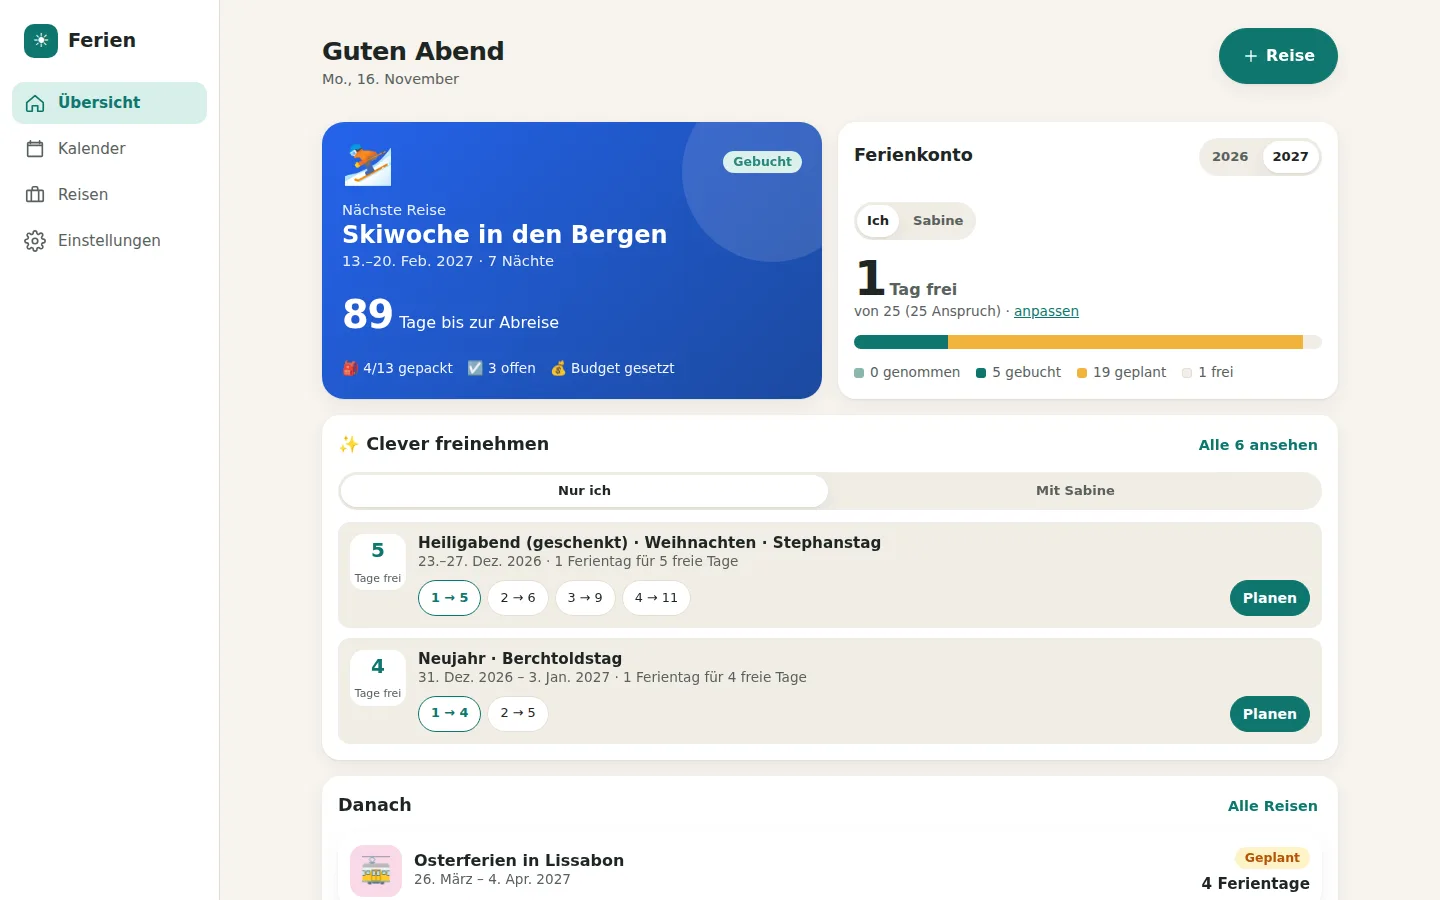 Ferien
Übersicht
Kalender
Reisen
Einstellungen
Guten Abend
Mo., 16. November
+ Reise
Gebucht
Nächste Reise
Skiwoche in den Bergen
13.–20. Feb. 2027 · 7 Nächte
89 Tage bis zur Abreise
4/13 gepackt 3 offen Budget gesetzt
Ferienkonto
2026 2027
Ich Sabine
1 Tag frei
von 25 (25 Anspruch) · anpassen
0 genommen 5 gebucht 19 geplant 1 frei
✨ Clever freinehmen
Alle 6 ansehen
Nur ich Mit Sabine
5
Tage frei
Heiligabend (geschenkt) · Weihnachten · Stephanstag
23.–27. Dez. 2026 · 1 Ferientag für 5 freie Tage
1 → 5 2 → 6 3 → 9 4 → 11
Planen
4
Tage frei
Neujahr · Berchtoldstag
31. Dez. 2026 – 3. Jan. 2027 · 1 Ferientag für 4 freie Tage
1 → 4 2 → 5
Planen
Danach
Alle Reisen
Osterferien in Lissabon
26. März – 4. Apr. 2027
Geplant
4 Ferientage